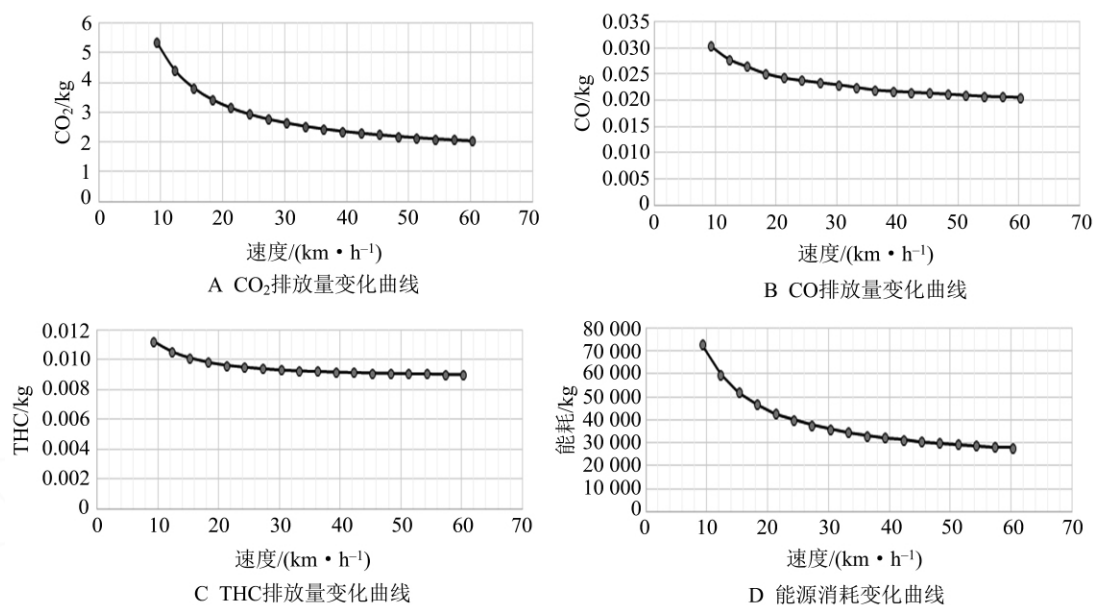 6
5
4
3
2
1
0
CO₂/kg
0 10 20 30 40 50 60 70
速度/(km·h⁻¹)
A CO₂排放量变化曲线
0.035
0.030
0.025
0.020
0.015
0.010
0.005
0
CO/kg
0 10 20 30 40 50 60 70
速度/(km·h⁻¹)
B CO排放量变化曲线
0.012
0.010
0.008
0.006
0.004
0.002
0
THC/kg
0 10 20 30 40 50 60 70
速度/(km·h⁻¹)
C THC排放量变化曲线
80 000
70 000
60 000
50 000
40 000
30 000
20 000
10 000
0
能耗/kg
0 10 20 30 40 50 60 70
速度/(km·h⁻¹)
D 能源消耗变化曲线